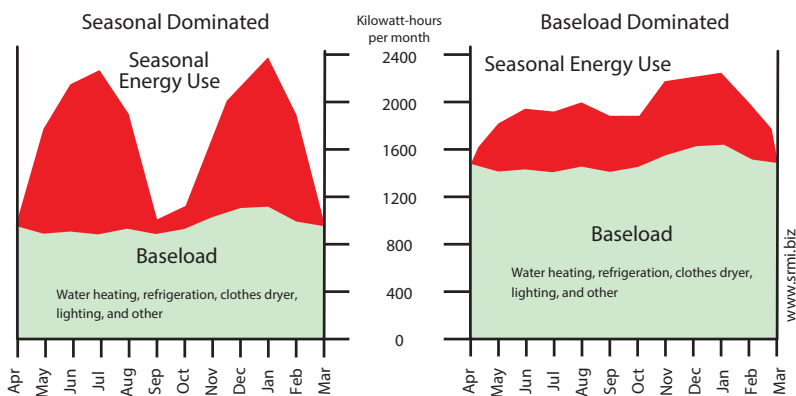 Seasonal Dominated
Seasonal
Energy Use
Baseload
Water heating, refrigeration, clothes dryer,
lighting, and other
Apr May Jun Jul Aug Sep Oct Nov Dec Jan Feb Mar
Kilowatt-hours
per month
2400
2000
1600
1200
800
400
0
Baseload Dominated
Seasonal Energy Use
Baseload
Water heating, refrigeration, clothes dryer,
lighting, and other
Apr May Jun Jul Aug Sep Oct Nov Dec Jan Feb Mar
www.srmi.biz